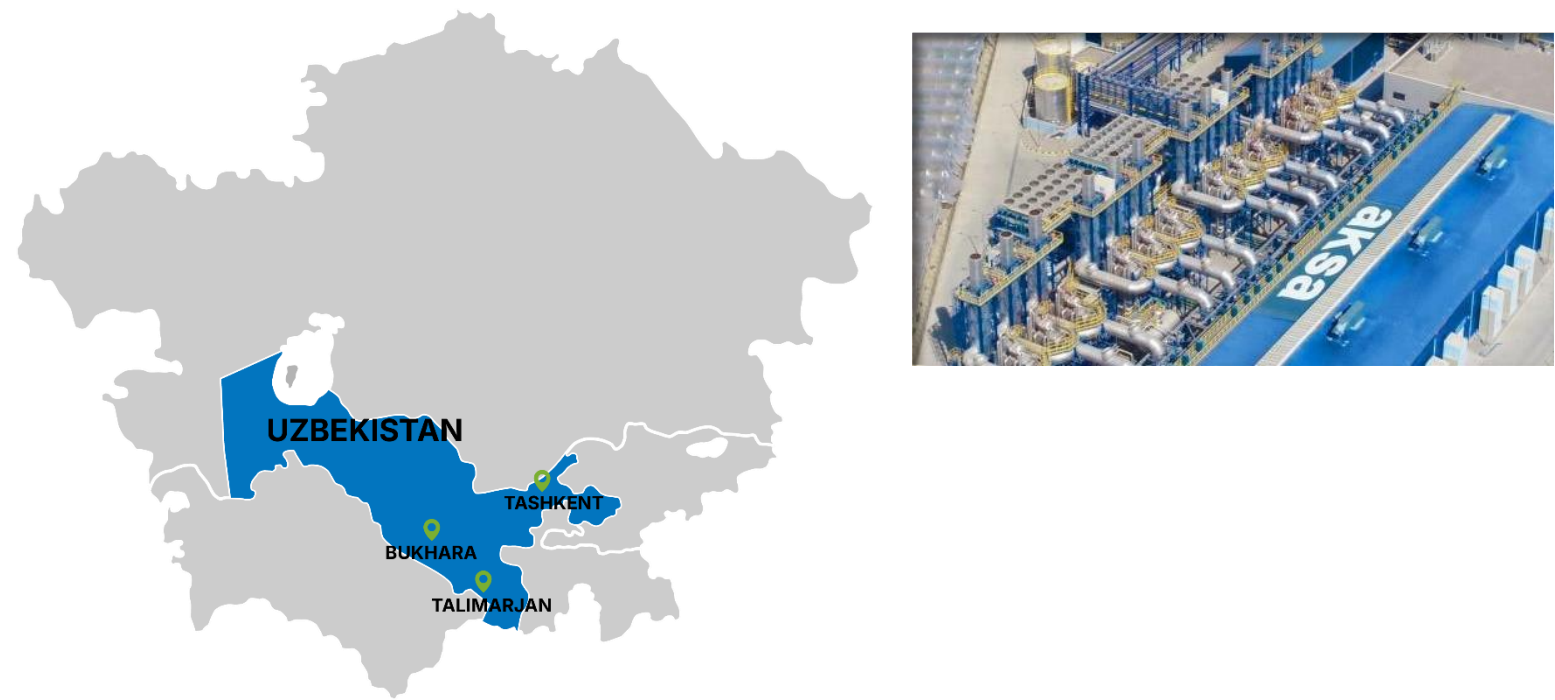 UZBEKISTAN
TASHKENT
BUKHARA
TALIMARJAN
aksa